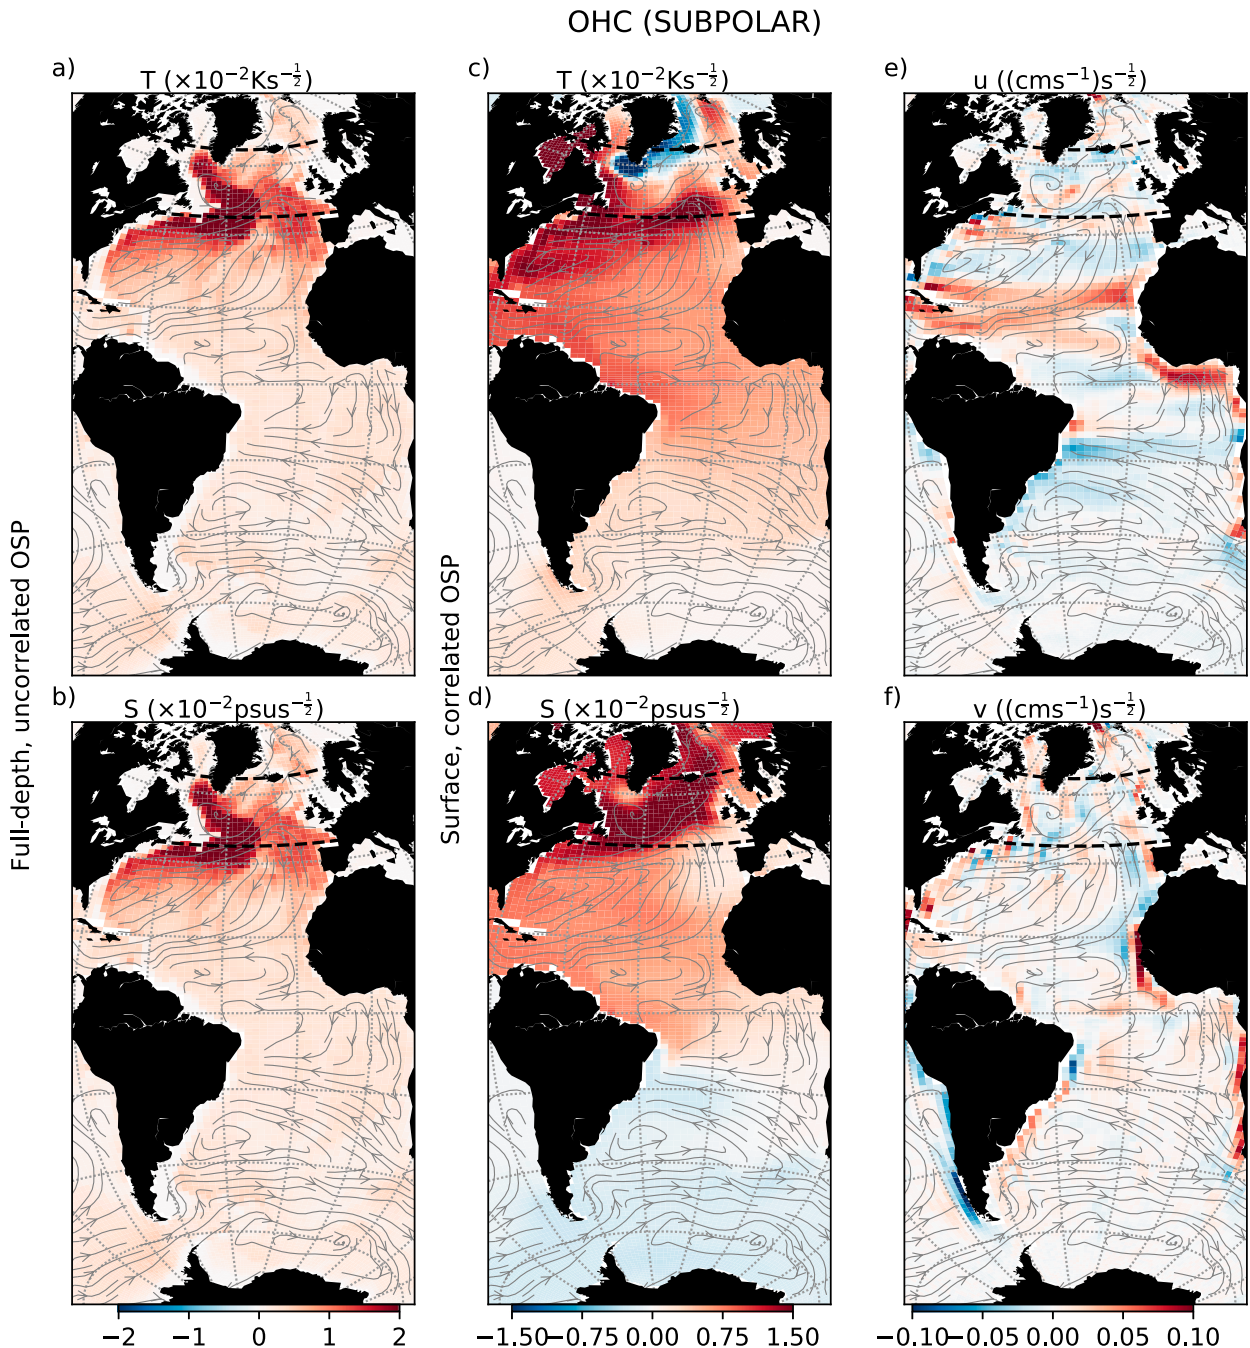 OHC (SUBPOLAR)
a)
T (×10⁻²Ks^{-1/2})
c)
T (×10⁻²Ks^{-1/2})
e)
u ((cms⁻¹)s^{-1/2})
Full-depth, uncorrelated OSP
Surface, correlated OSP
b)
S (×10⁻²psus^{-1/2})
d)
S (×10⁻²psus^{-1/2})
f)
v ((cms⁻¹)s^{-1/2})
−2 −1 0 1 2
−1.50 −0.75 0.00 0.75 1.50
−0.10 −0.05 0.00 0.05 0.10